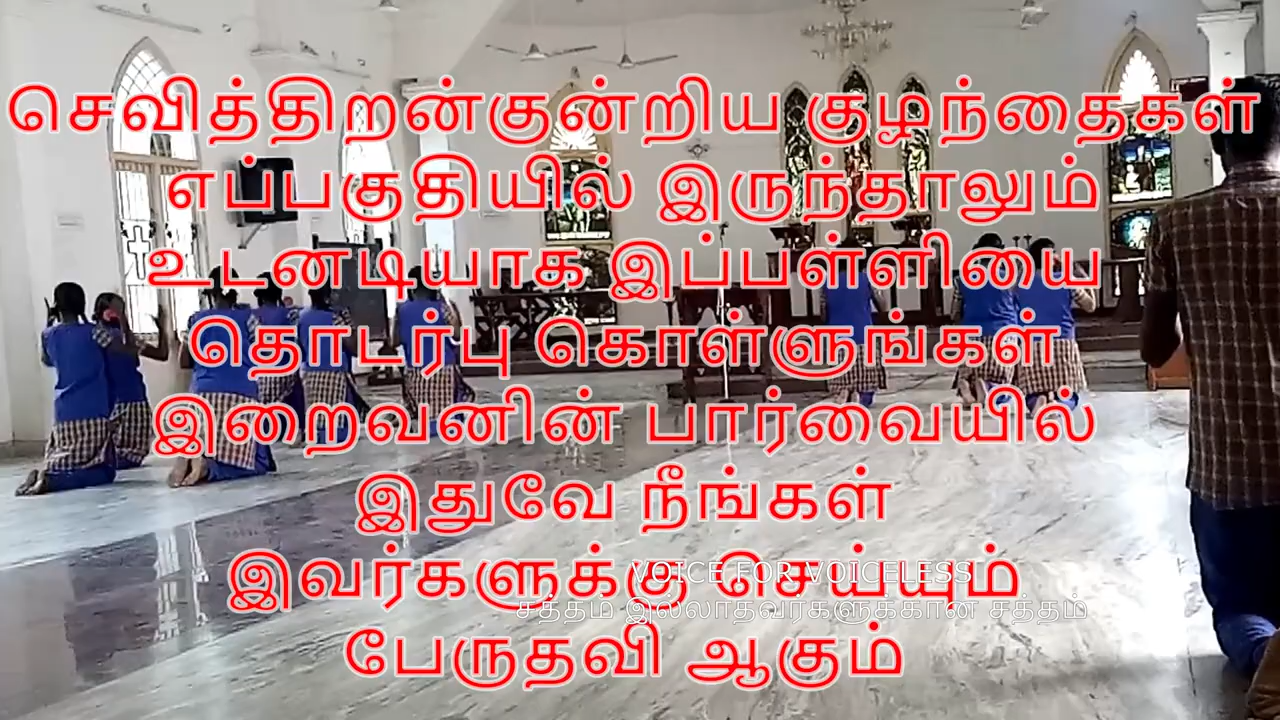 செவித்திறன்குன்றிய குழந்தைகள்
எப்பகுதியில் இருந்தாலும்
உடனடியாக இப்பள்ளியை
தொடர்பு கொள்ளுங்கள்
இறைவனின் பார்வையில்
இதுவே நீங்கள்
இவர்களுக்கு செய்யும்
VOICE FOR VOICELESS
சத்தம் இல்லாதவர்களுக்கான சத்தம்
பேருதவி ஆகும்